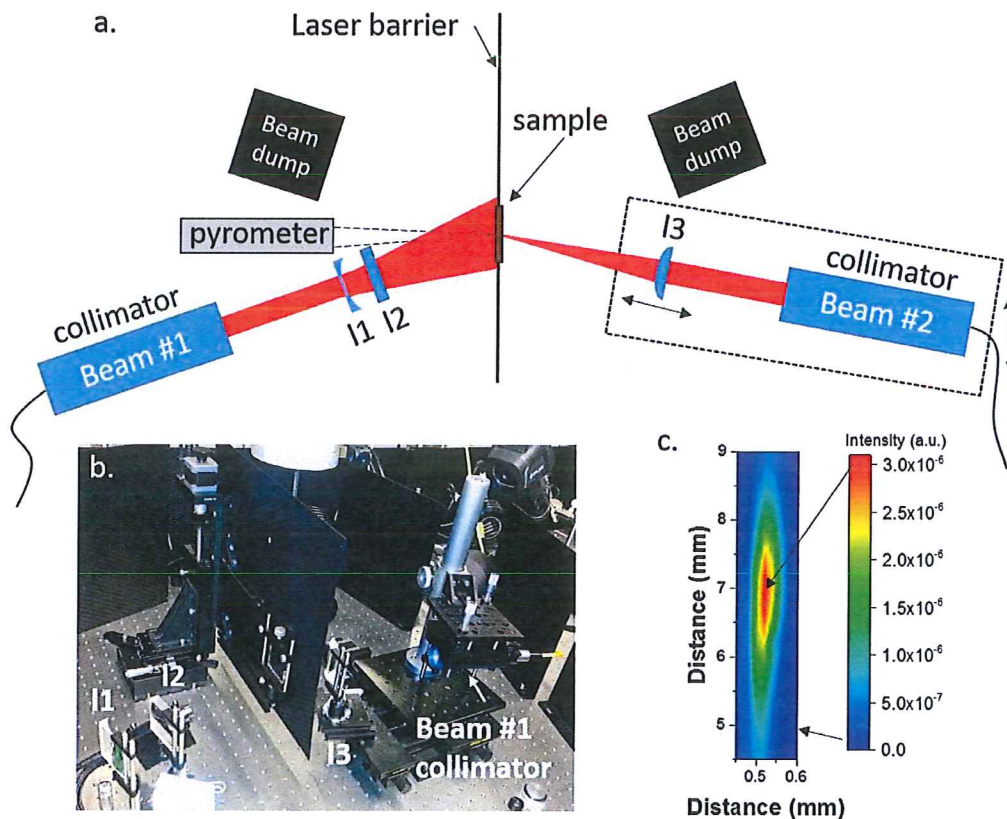 a.
Laser barrier
Beam
dump
sample
Beam
dump
pyrometer
l3
collimator
Beam #2
collimator
Beam #1
l1
l2
b.
l1
l2
l3
Beam #1
collimator
c.
Intensity (a.u.)
3.0x10⁻⁶
2.5x10⁻⁶
2.0x10⁻⁶
1.5x10⁻⁶
1.0x10⁻⁶
5.0x10⁻⁷
0.0
9
8
7
6
5
Distance (mm)
0.5
0.6
Distance (mm)